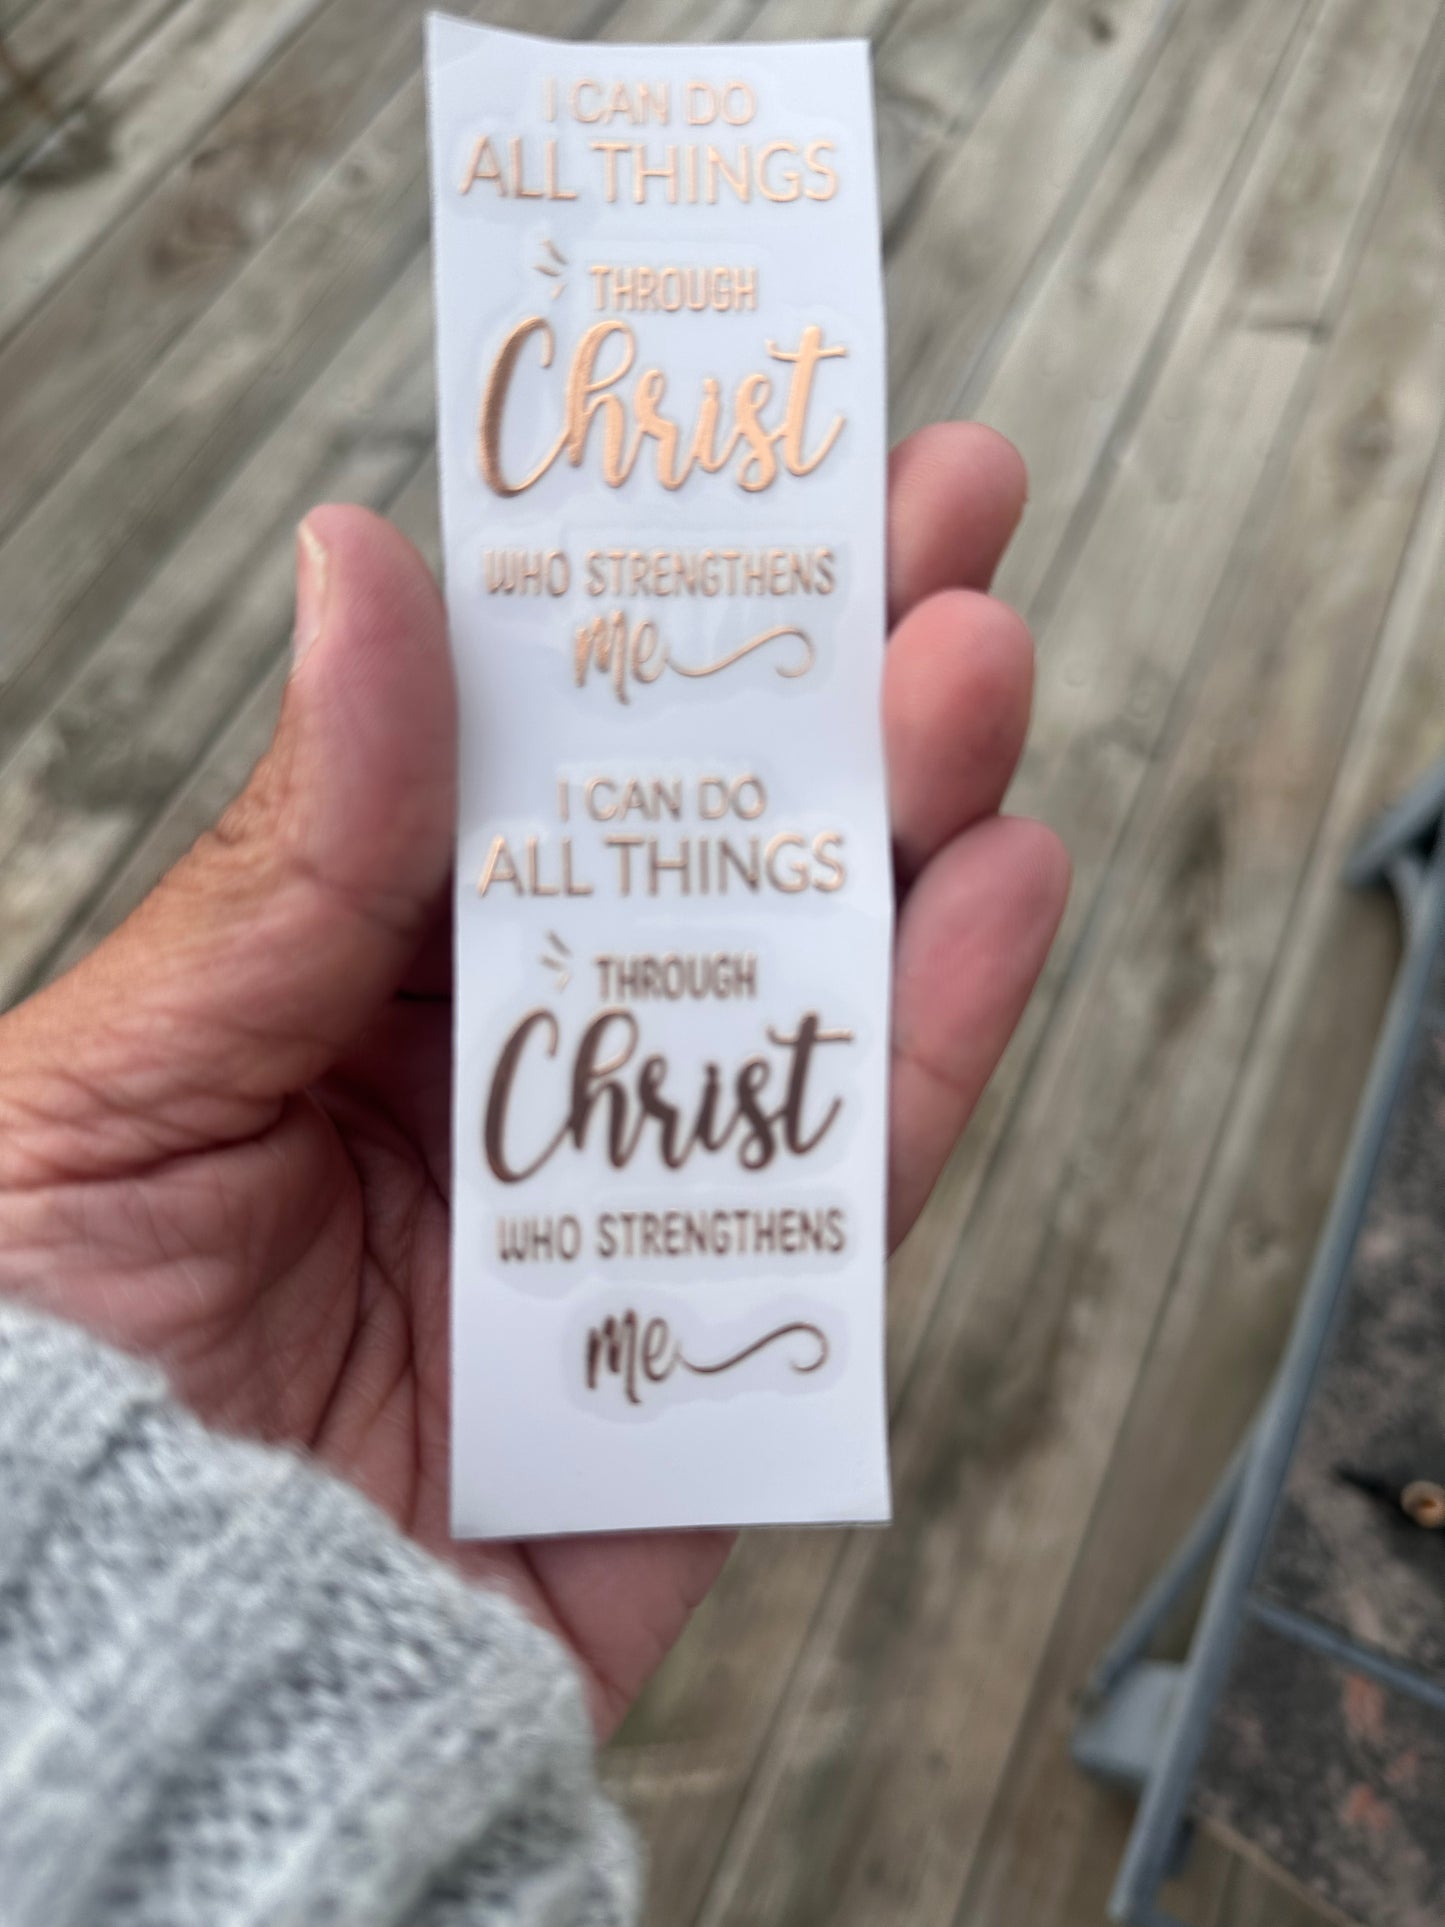 I CAN DO
ALL THINGS
THROUGH
Christ
WHO STRENGTHENS
me
I CAN DO
ALL THINGS
THROUGH
Christ
WHO STRENGTHENS
me